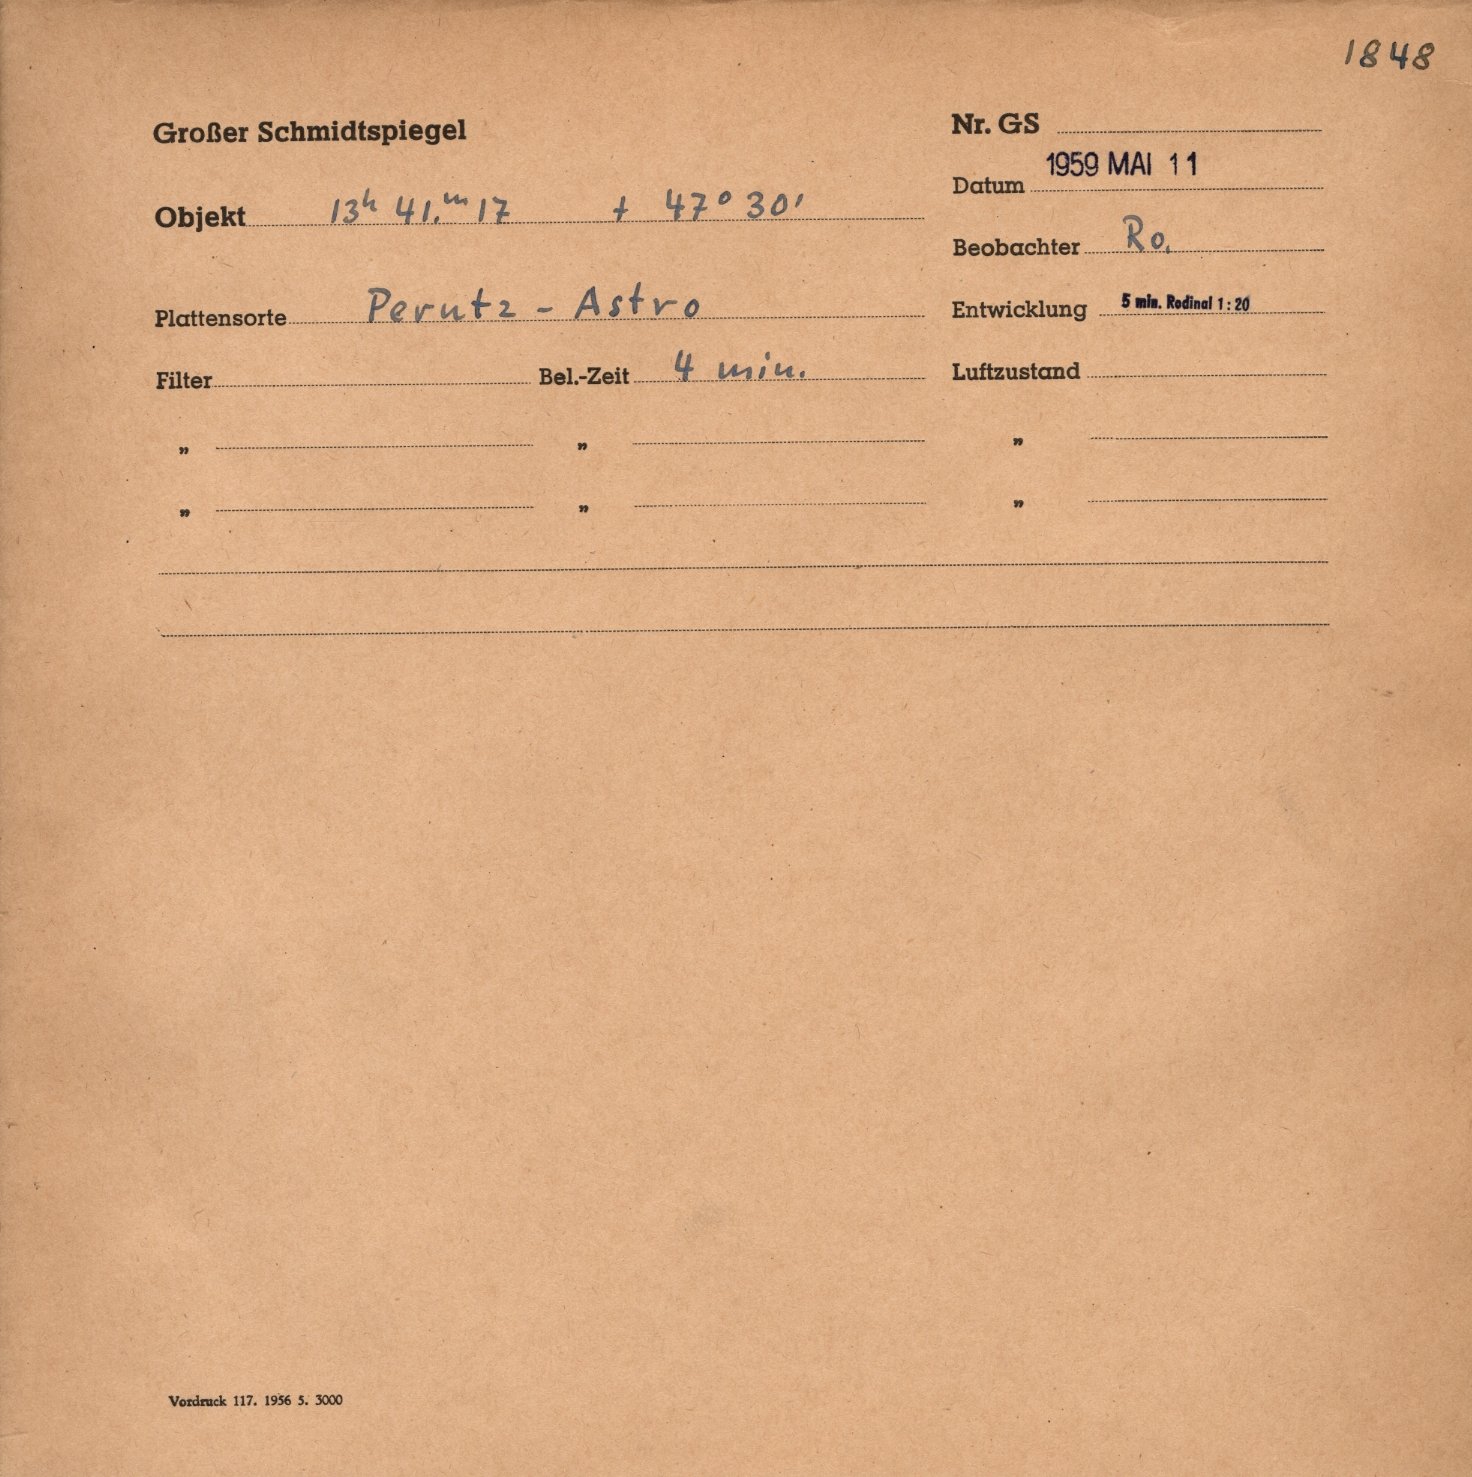 1848
Großer Schmidtspiegel
Nr. GS
Datum 1959 MAI 11
Objekt 13h 41.m17 + 47° 30'
Beobachter Ro.
Plattensorte Perutz - Astro
Entwicklung 5 min. Rodinal 1:20
Filter Bel.-Zeit 4 min. Luftzustand
„ „ „
„ „ „
Vordruck 117. 1956 5. 3000